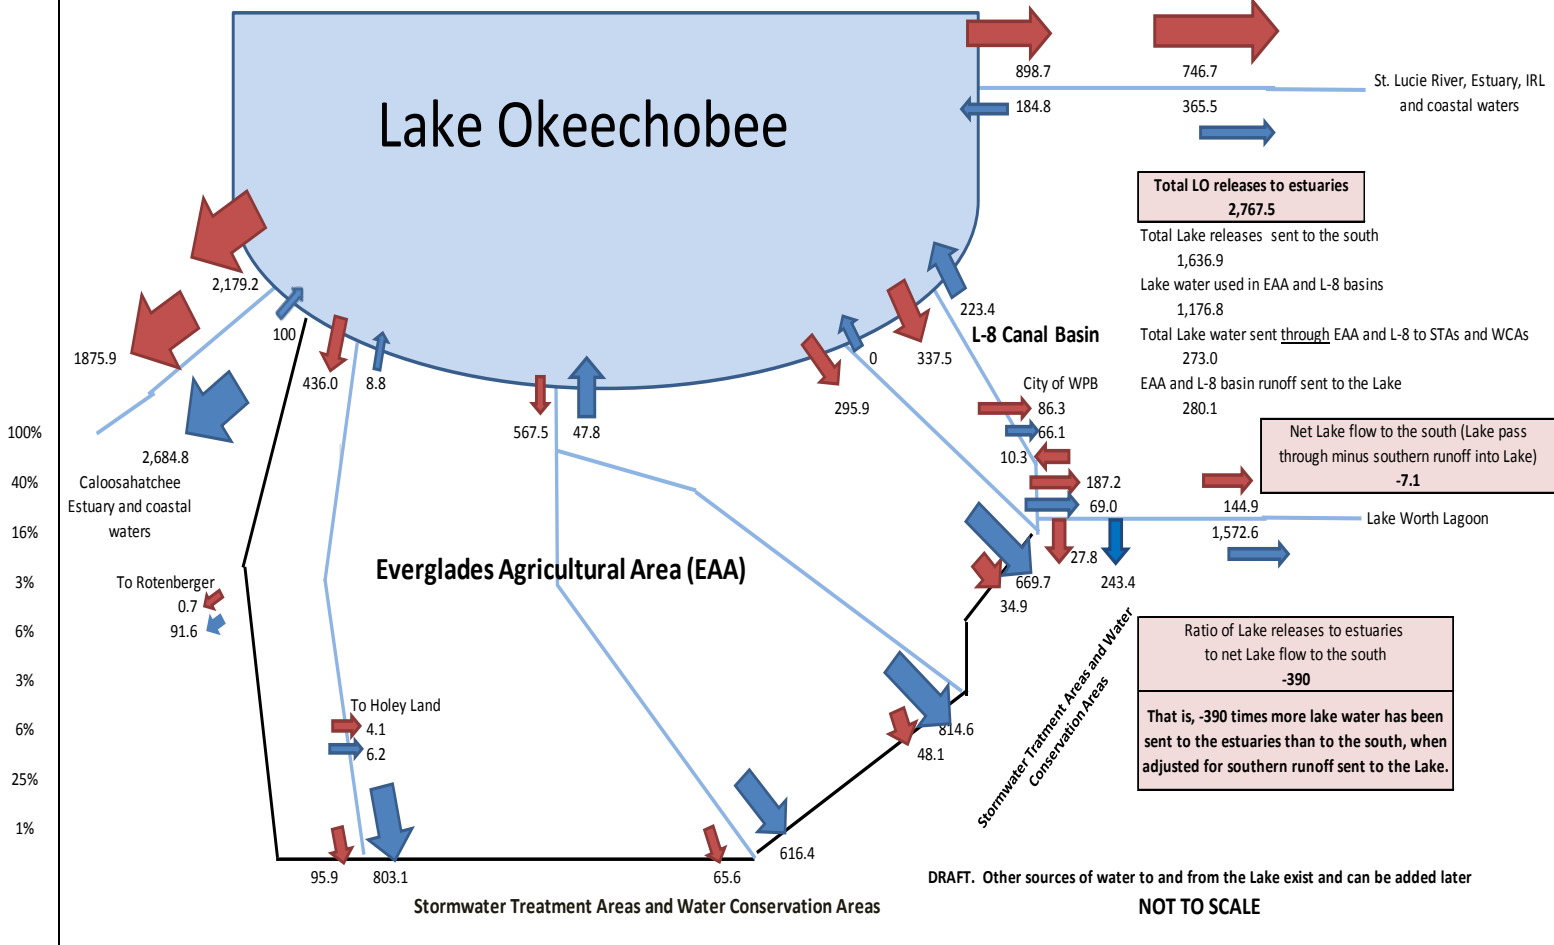 Lake Okeechobee
898.7
746.7
184.8
365.5
St. Lucie River, Estuary, IRL
and coastal waters
Total LO releases to estuaries
2,767.5
Total Lake releases sent to the south
1,636.9
Lake water used in EAA and L-8 basins
1,176.8
Total Lake water sent through EAA and L-8 to STAs and WCAs
273.0
EAA and L-8 basin runoff sent to the Lake
280.1
Net Lake flow to the south (Lake pass
through minus southern runoff into Lake)
-7.1
2,179.2
1875.9
100
436.0
8.8
567.5
47.8
295.9
0
337.5
223.4
L-8 Canal Basin
City of WPB
86.3
66.1
10.3
187.2
69.0
144.9
1,572.6
Lake Worth Lagoon
27.8
243.4
669.7
34.9
2,684.8
Caloosahatchee
Estuary and coastal
waters
100%
40%
16%
3%
6%
3%
6%
25%
1%
To Rotenberger
0.7
91.6
Everglades Agricultural Area (EAA)
To Holey Land
4.1
6.2
814.6
48.1
616.4
65.6
95.9
803.1
Stormwater Tratment Areas and Water
Conservation Areas
Ratio of Lake releases to estuaries
to net Lake flow to the south
-390
That is, -390 times more lake water has been
sent to the estuaries than to the south, when
adjusted for southern runoff sent to the Lake.
DRAFT. Other sources of water to and from the Lake exist and can be added later
Stormwater Treatment Areas and Water Conservation Areas
NOT TO SCALE